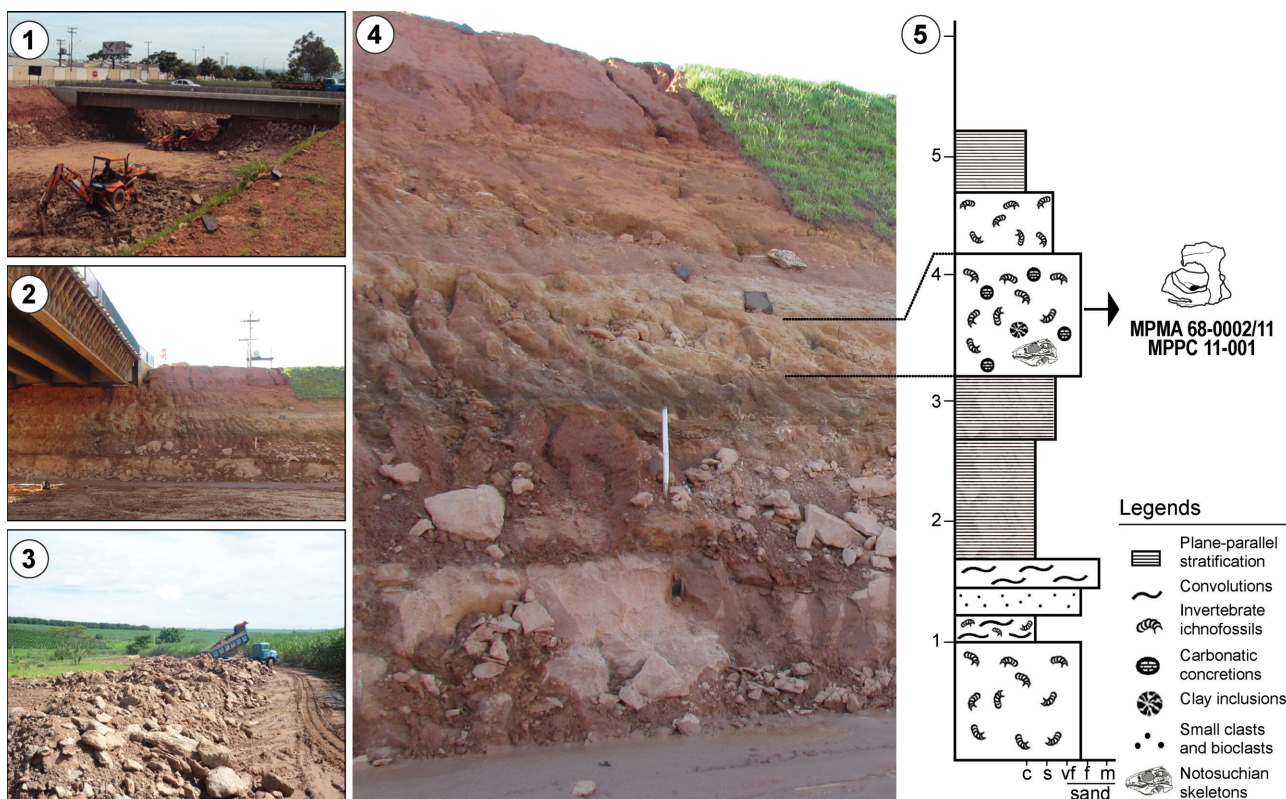 1
2
3
4
5
5
4
3
2
1
MPMA 68-0002/11
MPPC 11-001
Legends
Plane-parallel
stratification
Convolutions
Invertebrate
ichnofossils
Carbonatic
concretions
Clay inclusions
Small clasts
and bioclasts
Notosuchian
skeletons
c s vf f m
sand